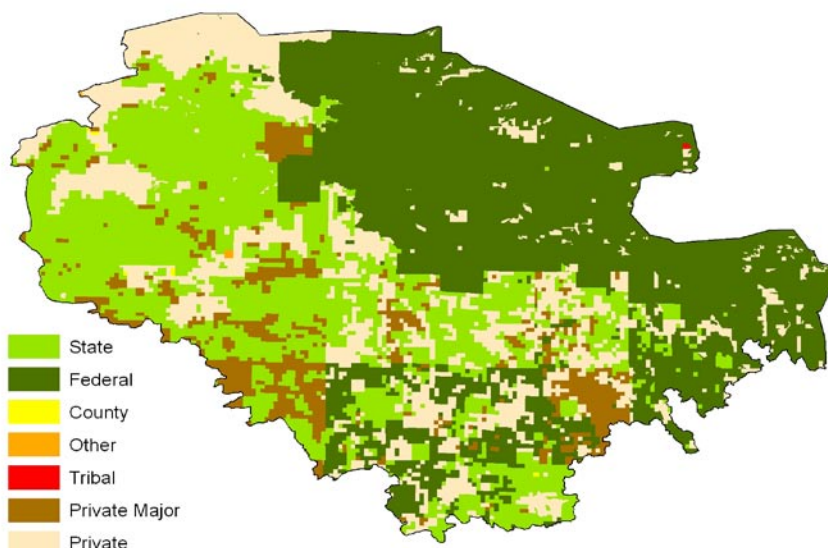 State
Federal
County
Other
Tribal
Private Major
Private